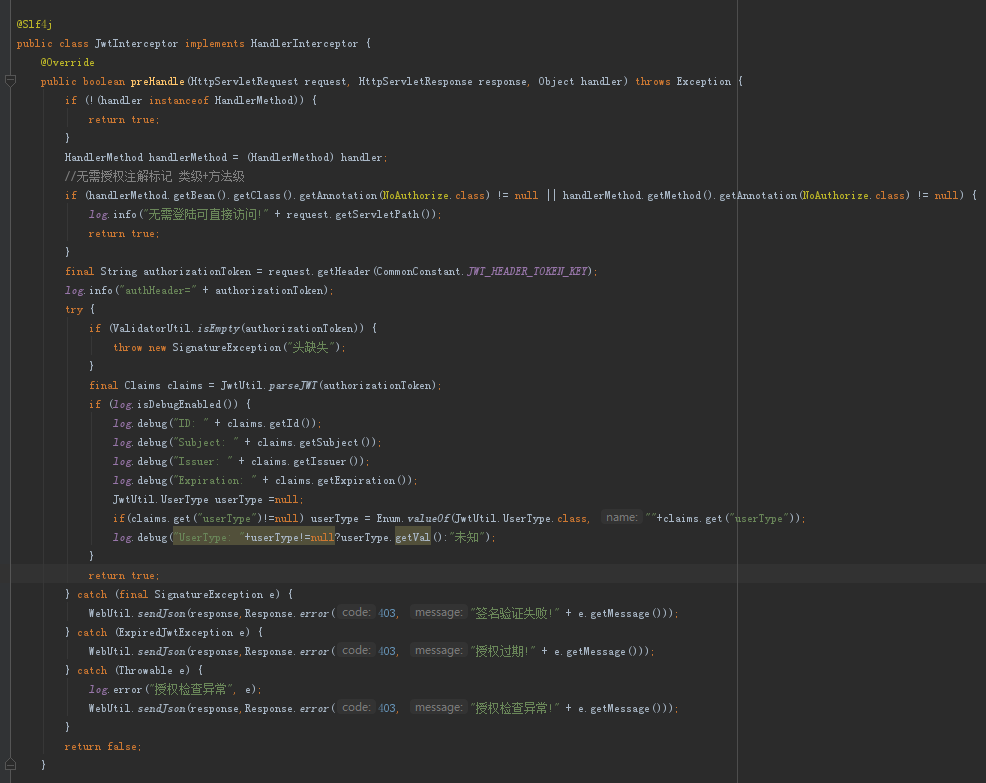 @Slf4j
public class JwtInterceptor implements HandlerInterceptor {
@Override
public boolean preHandle(HttpServletRequest request, HttpServletResponse response, Object handler) throws Exception {
if (!(handler instanceof HandlerMethod)) {
return true;
}
HandlerMethod handlerMethod = (HandlerMethod) handler;
//无需授权注解标记 类级+方法级
if (handlerMethod.getBean().getClass().getAnnotation(NoAuthorize.class) != null || handlerMethod.getMethod().getAnnotation(NoAuthorize.class) != null) {
log.info("无需登陆可直接访问!" + request.getServletPath());
return true;
}
final String authorizationToken = request.getHeader(CommonConstant.JWT_HEADER_TOKEN_KEY);
log.info("authHeader=" + authorizationToken);
try {
if (ValidatorUtil.isEmpty(authorizationToken)) {
throw new SignatureException("头缺失");
}
final Claims claims = JwtUtil.parseJWT(authorizationToken);
if (log.isDebugEnabled()) {
log.debug("ID: " + claims.getId());
log.debug("Subject: " + claims.getSubject());
log.debug("Issuer: " + claims.getIssuer());
log.debug("Expiration: " + claims.getExpiration());
JwtUtil.UserType userType =null;
if(claims.get("userType")!=null) userType = Enum.valueOf(JwtUtil.UserType.class, name: ""+claims.get("userType"));
log.debug("UserType: "+userType!=null?userType.getVal():"未知");
}
return true;
} catch (final SignatureException e) {
WebUtil.sendJson(response,Response.error( code: 403, message: "签名验证失败!" + e.getMessage()));
} catch (ExpiredJwtException e) {
WebUtil.sendJson(response,Response.error( code: 403, message: "授权过期!" + e.getMessage()));
} catch (Throwable e) {
log.error("授权检查异常", e);
WebUtil.sendJson(response,Response.error( code: 403, message: "授权检查异常!" + e.getMessage()));
}
return false;
}